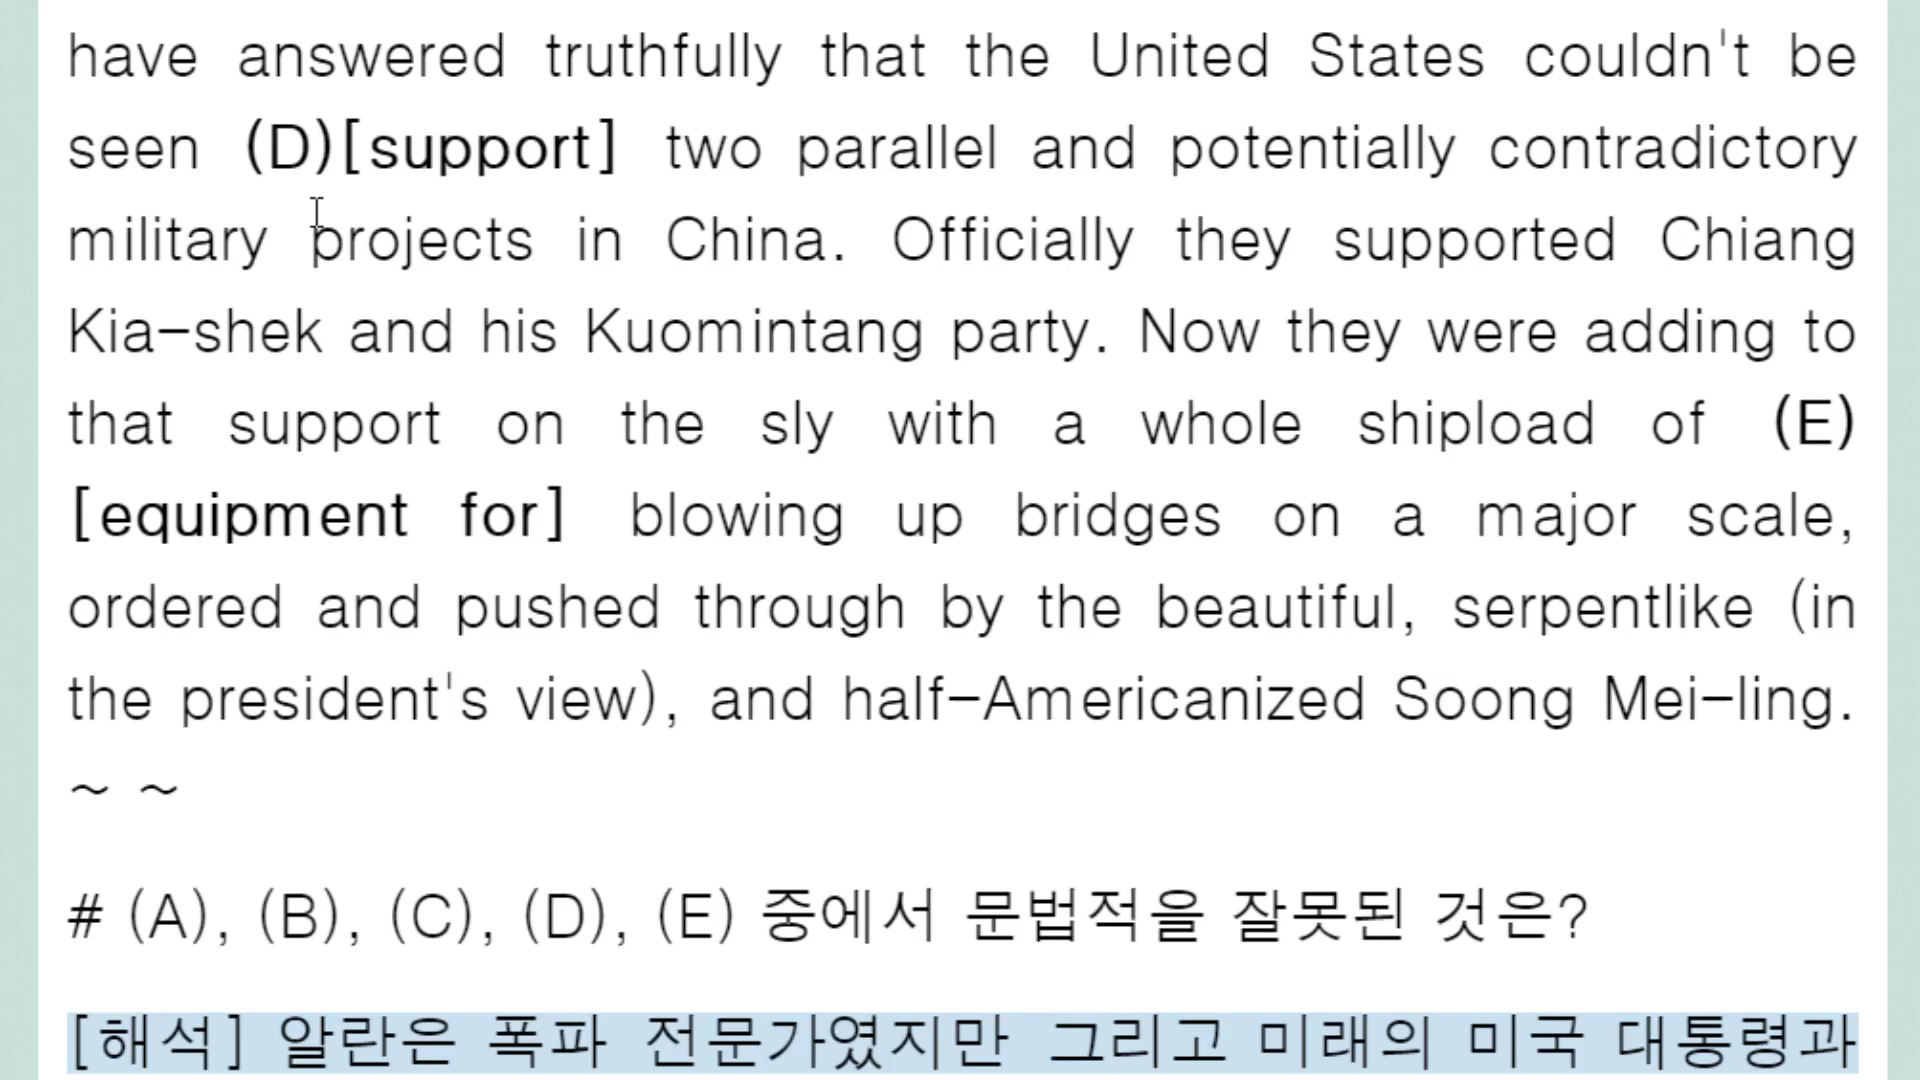 have answered truthfully that the United States couldn't be
seen (D)[support] two parallel and potentially contradictory
military projects in China. Officially they supported Chiang
Kia-shek and his Kuomintang party. Now they were adding to
that support on the sly with a whole shipload of (E)
[equipment for] blowing up bridges on a major scale,
ordered and pushed through by the beautiful, serpentlike (in
the president's view), and half-Americanized Soong Mei-ling.
~ ~
# (A), (B), (C), (D), (E) 중에서 문법적을 잘못된 것은?
[해석] 알란은 폭파 전문가였지만 그리고 미래의 미국 대통령과